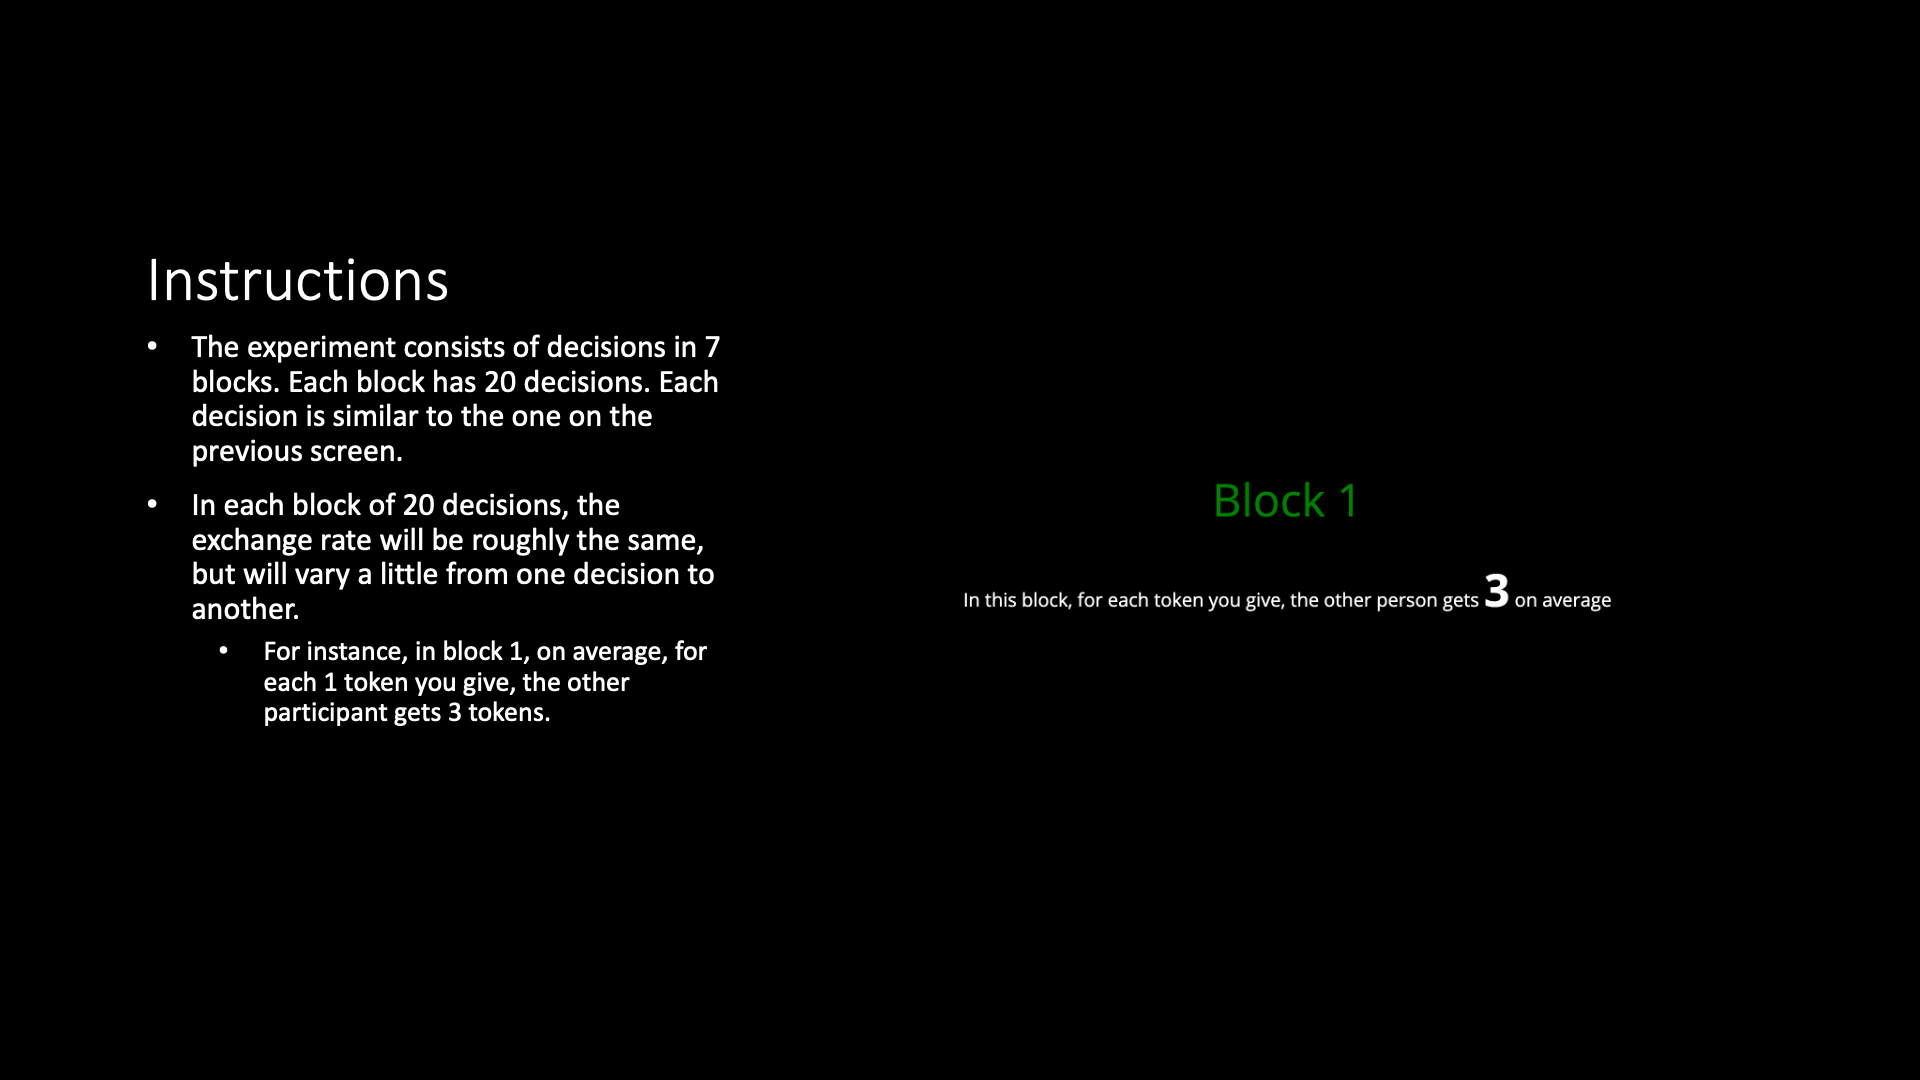 Instructions
• The experiment consists of decisions in 7
blocks. Each block has 20 decisions. Each
decision is similar to the one on the
previous screen.
• In each block of 20 decisions, the
exchange rate will be roughly the same,
but will vary a little from one decision to
another.
• For instance, in block 1, on average, for
each 1 token you give, the other
participant gets 3 tokens.
Block 1
In this block, for each token you give, the other person gets 3 on average